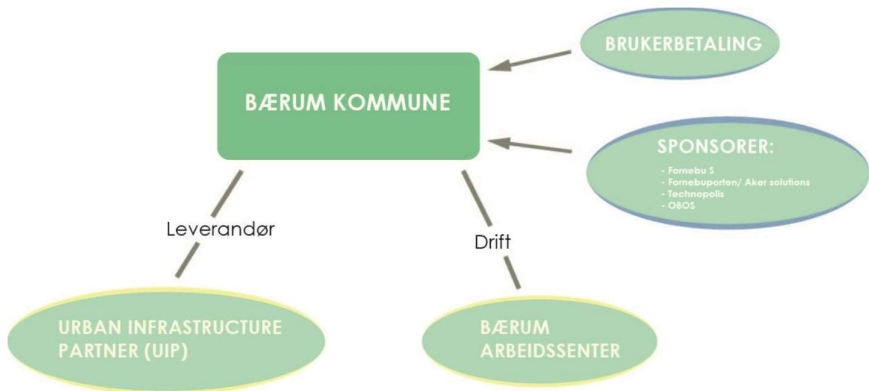 BRUKERBETALING
BÆRUM KOMMUNE
SPONSORER:
- Fornebu S
- Fornebuporten/ Aker solutions
- Technopolis
- OBOS
Leverandør
Drift
URBAN INFRASTRUCTURE
PARTNER (UIP)
BÆRUM
ARBEIDSSENTER